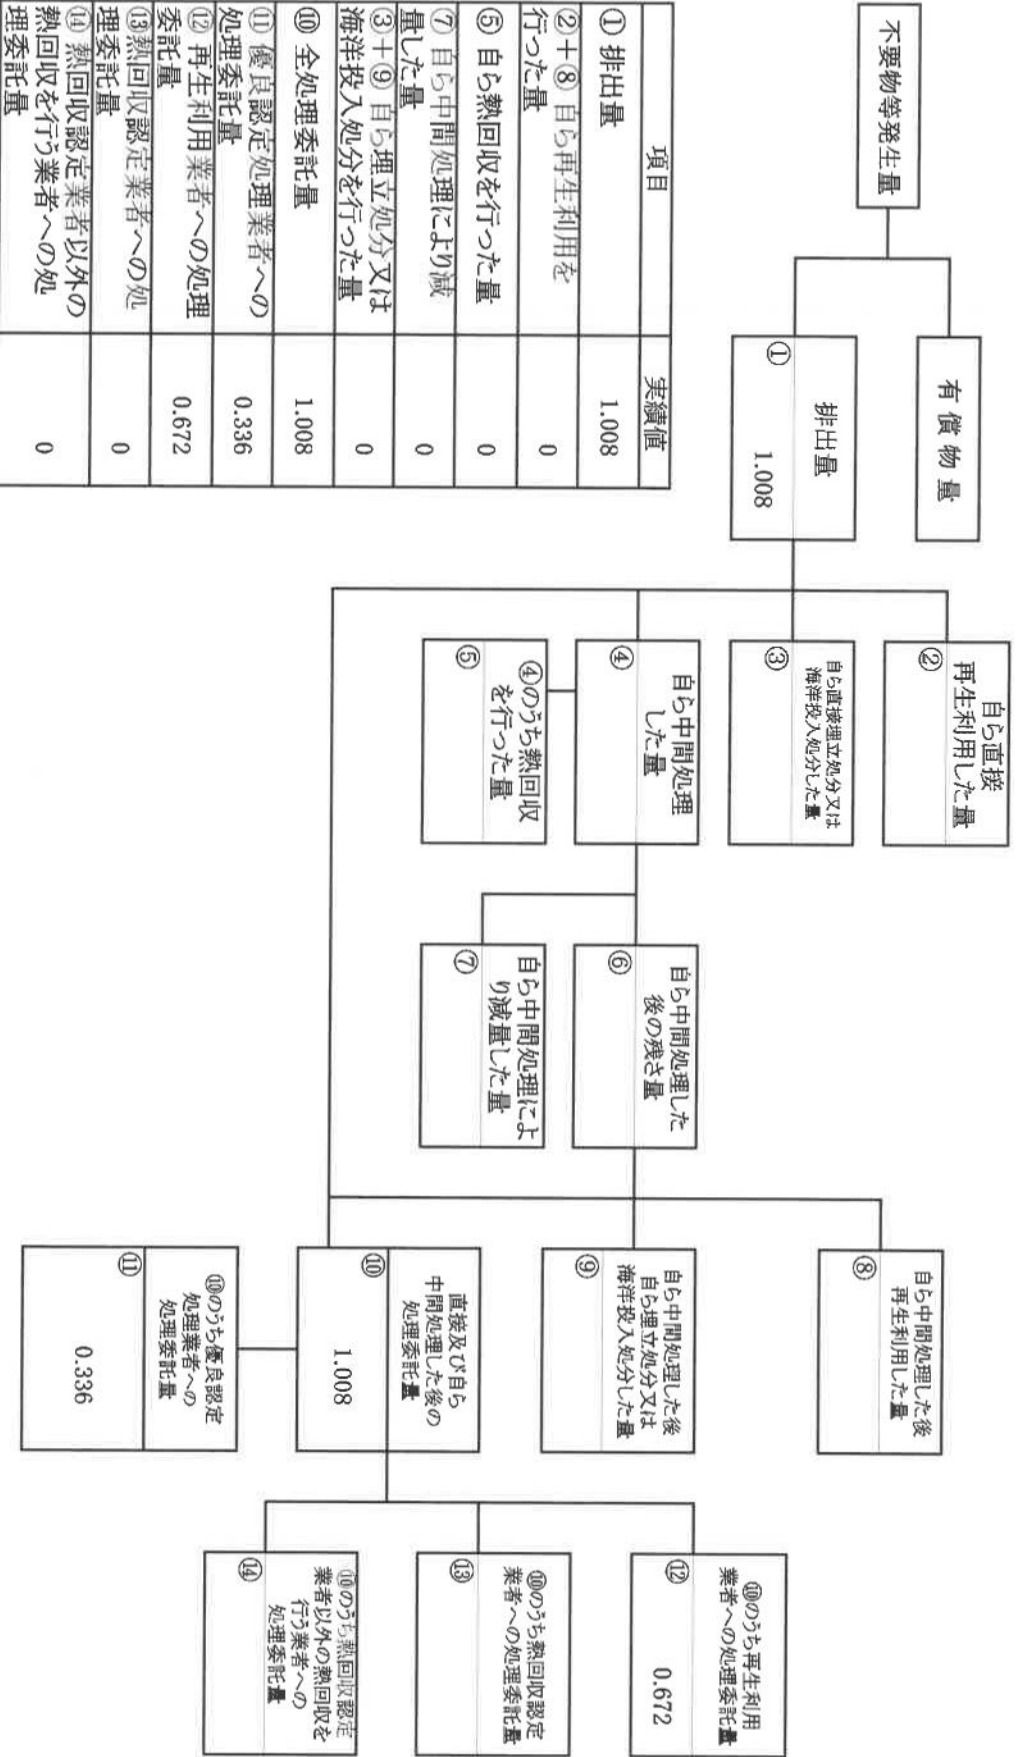 不要物等発生量
有償物量
排出量
①
1.008
自ら直接
再生利用した量
②
自ら直接埋立処分又は
海洋投入処分した量
③
自ら中間処理
した量
④
④のうち熱回収
を行った量
⑤
自ら中間処理した
後の残さ量
⑥
自ら中間処理によ
り減量した量
⑦
自ら中間処理した後
再生利用した量
⑧
自ら中間処理した後
自ら埋立処分又は
海洋投入処分した量
⑨
直接及び自ら
中間処理した後の
処理委託量
⑩
1.008
⑩のうち優良認定
処理業者への
処理委託量
⑪
0.336
⑩のうち再生利用
業者への処理委託量
⑫
0.672
⑩のうち熱回収認定
業者への処理委託量
⑬
⑩のうち熱回収認定
業者以外の熱回収を
行う業者への
処理委託量
⑭
項目 実績値
① 排出量 1.008
②＋⑧ 自ら再生利用を
行った量 0
⑤ 自ら熱回収を行った量 0
⑦ 自ら中間処理により減
量した量 0
③＋⑨ 自ら埋立処分又は
海洋投入処分を行った量 0
⑩ 全処理委託量 1.008
⑪ 優良認定処理業者への
処理委託量 0.336
⑫ 再生利用業者への処理
委託量 0.672
⑬熱回収認定業者への処
理委託量 0
⑭ 熱回収認定業者以外の
熱回収を行う業者への処
理委託量 0